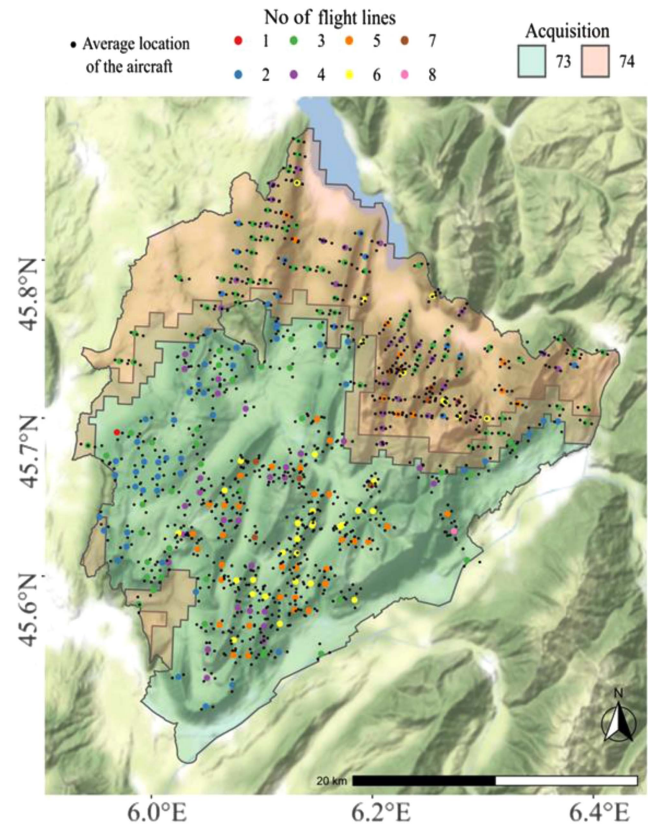 No of flight lines
Average location
of the aircraft
1 3 5 7
2 4 6 8
Acquisition
73 74
45.8°N
45.7°N
45.6°N
N
20 km
6.0°E 6.2°E 6.4°E